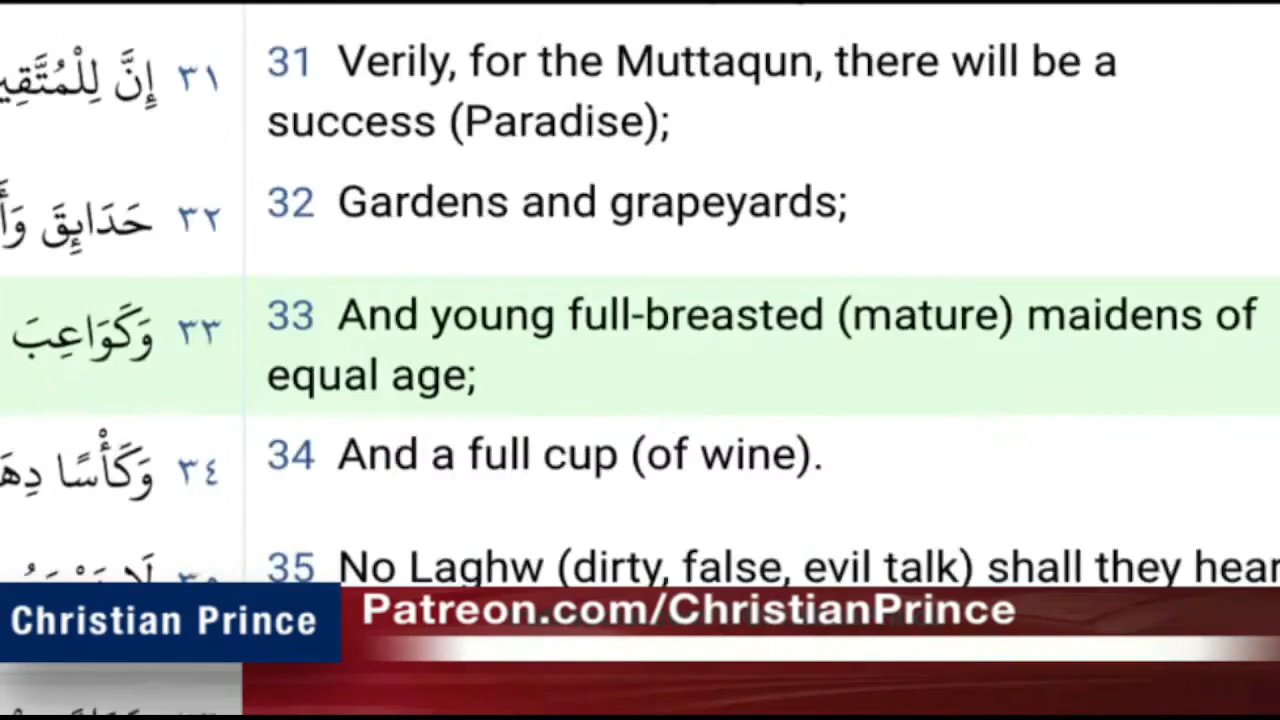 ٣١ إِنَّ
31 Verily, for the Muttaqun, there will be a
success (Paradise);
٣٢ حَدَائِقَ
32 Gardens and grapeyards;
٣٣ وَكَوَاعِبَ
33 And young full-breasted (mature) maidens of
equal age;
٣٤ وَكَأْسًا
34 And a full cup (of wine).
35 No Laghw (dirty, false, evil talk) shall they hear
Christian Prince
Patreon.com/ChristianPrince